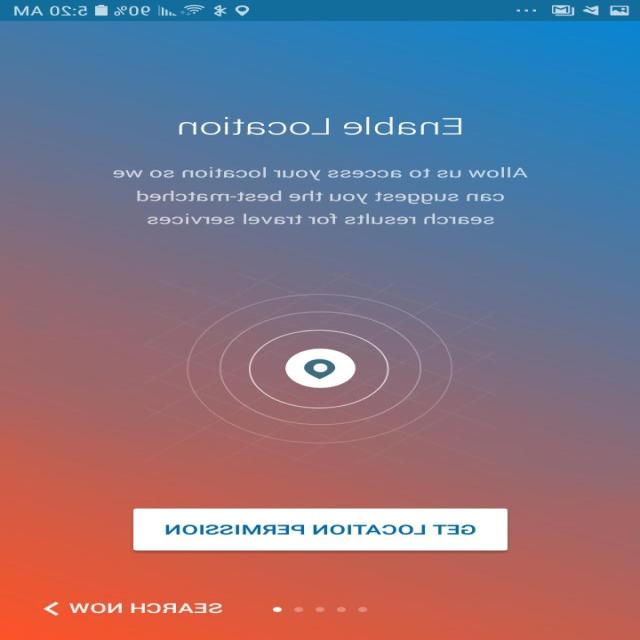 5:20 AM
90%
Enable Location
Allow us to access your location so we
can suggest you the best-matched
search results for travel services
GET LOCATION PERMISSION
SEARCH NOW